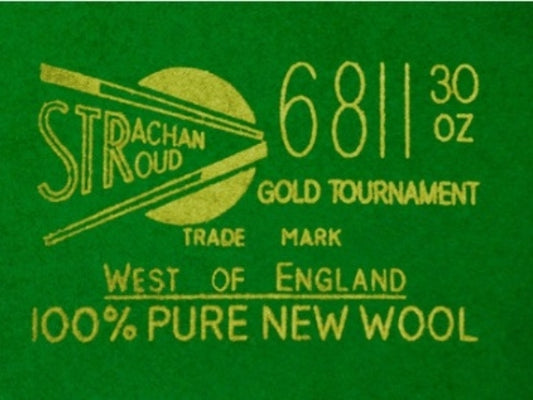 STRACHAN
STROUD
6811 30 OZ
GOLD TOURNAMENT
TRADE MARK
WEST OF ENGLAND
100% PURE NEW WOOL